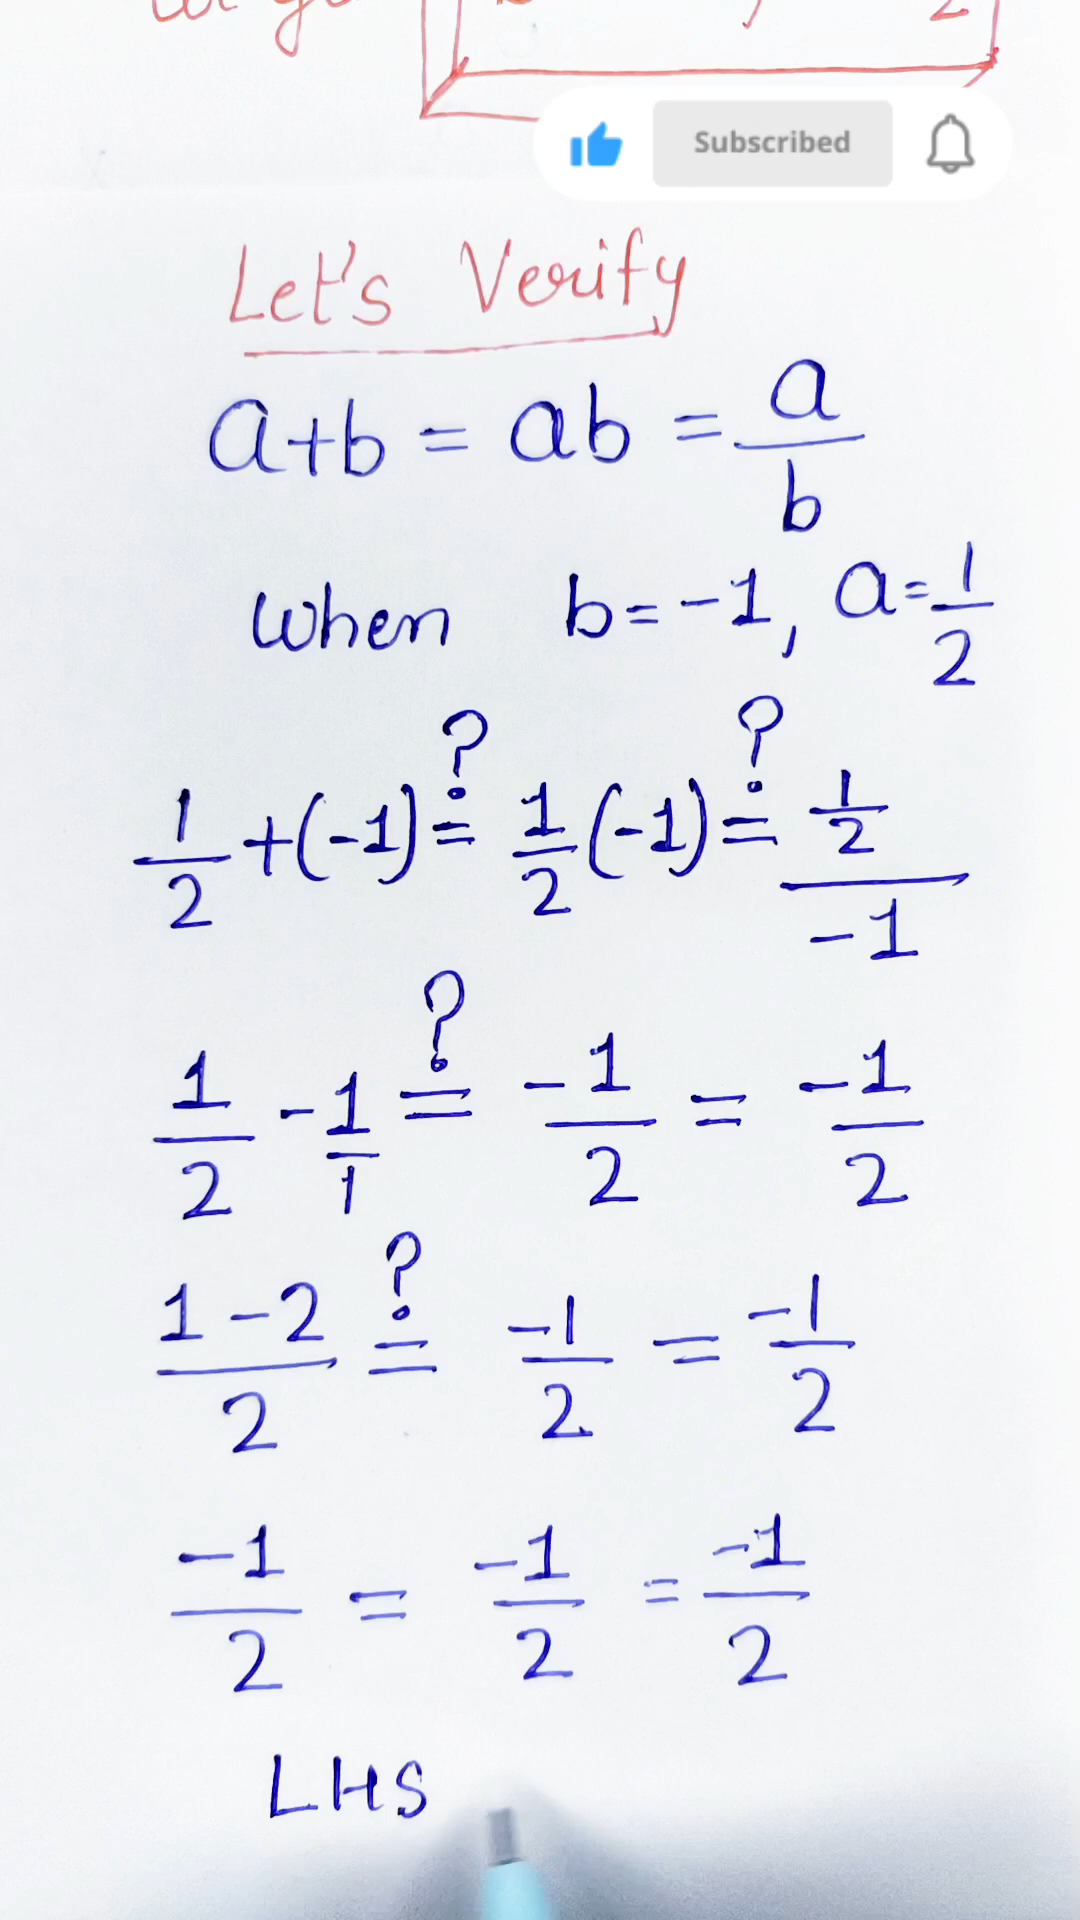 2
Subscribed
Let's Verify
a+b = ab = a/b
when b = -1, a = 1/2
1/2 + (-1) ?= 1/2 (-1) ?= 1/2 / -1
1/2 - 1/1 ?= -1/2 = -1/2
1-2/2 ?= -1/2 = -1/2
-1/2 = -1/2 = -1/2
LHS